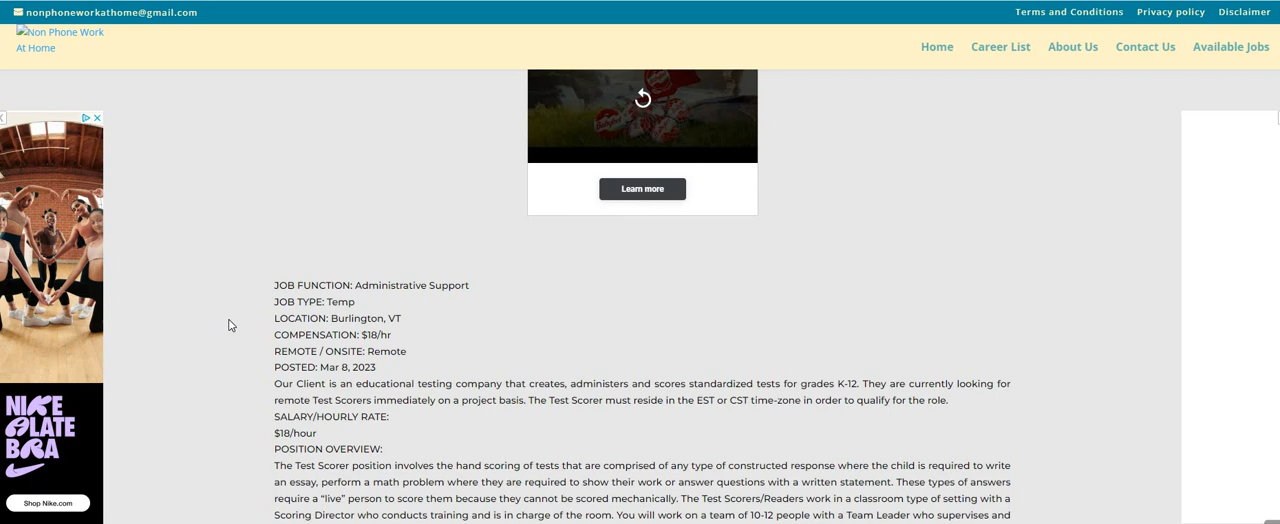 nonphoneworkathome@gmail.com
Terms and Conditions Privacy policy Disclaimer
Non Phone Work
At Home
Home Career List About Us Contact Us Available Jobs
Learn more
JOB FUNCTION: Administrative Support
JOB TYPE: Temp
LOCATION: Burlington, VT
COMPENSATION: $18/hr
REMOTE / ONSITE: Remote
POSTED: Mar 8, 2023
Our Client is an educational testing company that creates, administers and scores standardized tests for grades K-12. They are currently looking for
remote Test Scorers immediately on a project basis. The Test Scorer must reside in the EST or CST time-zone in order to qualify for the role.
SALARY/HOURLY RATE:
$18/hour
POSITION OVERVIEW:
The Test Scorer position involves the hand scoring of tests that are comprised of any type of constructed response where the child is required to write
an essay, perform a math problem where they are required to show their work or answer questions with a written statement. These types of answers
require a “live” person to score them because they cannot be scored mechanically. The Test Scorers/Readers work in a classroom type of setting with a
Scoring Director who conducts training and is in charge of the room. You will work on a team of 10-12 people with a Team Leader who supervises and
NIKE
ALATE
BRA
Shop Nike.com